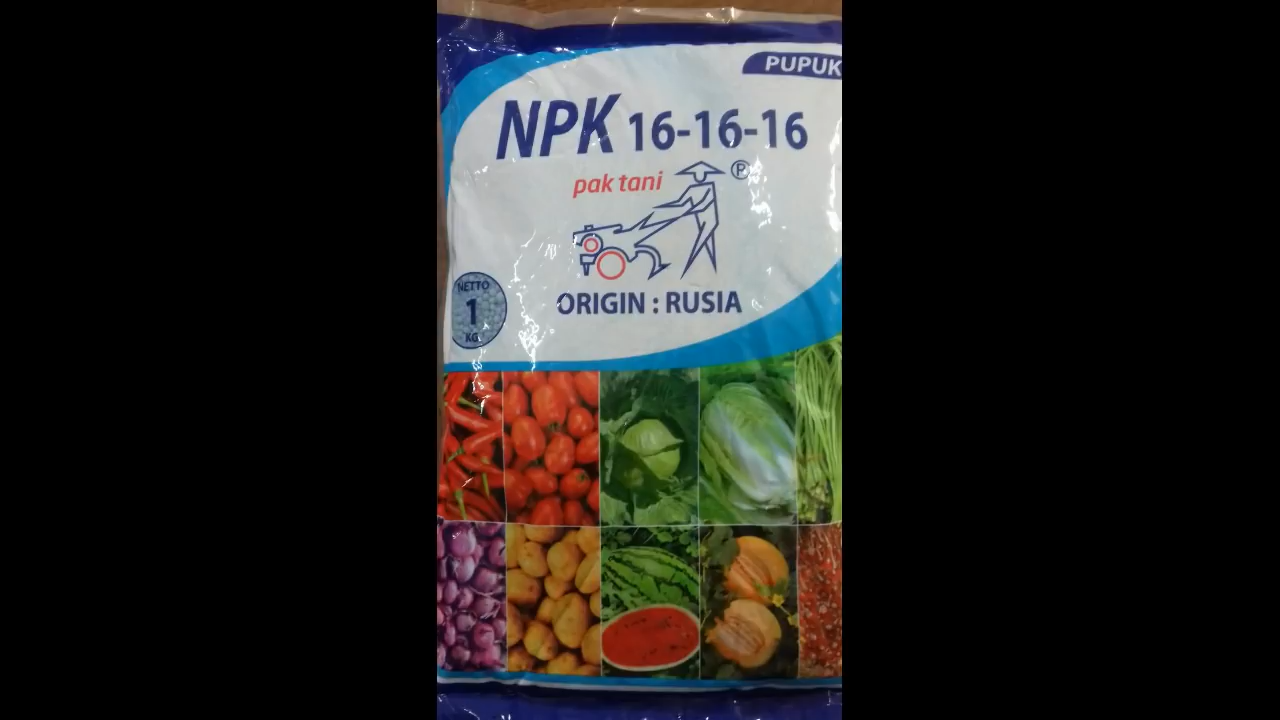 PUPUK
NPK 16-16-16
pak tani
P
ORIGIN : RUSIA
NETTO
1
KG